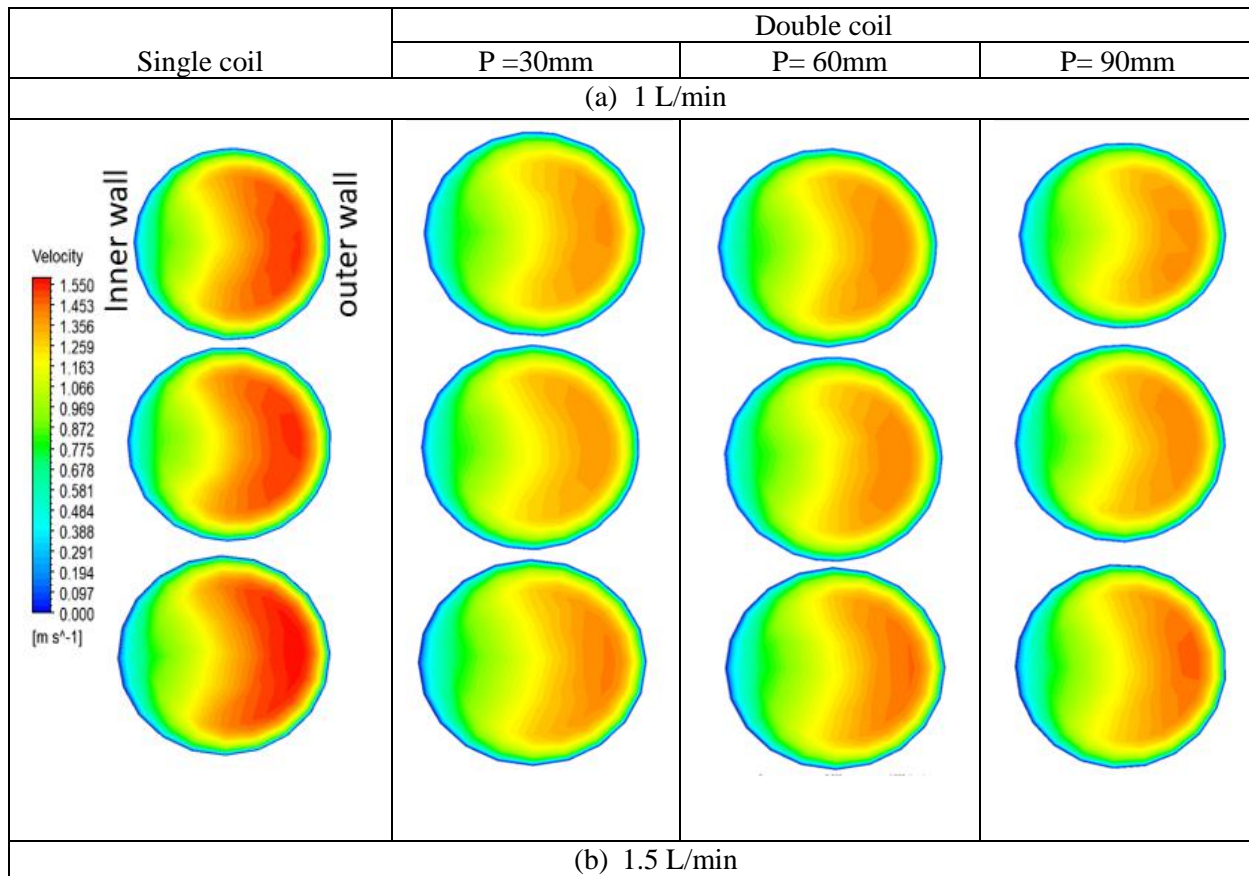 Double coil
Single coil
P =30mm
P= 60mm
P= 90mm
(a) 1 L/min
Inner wall
outer wall
Velocity
1.550
1.453
1.356
1.259
1.163
1.066
0.969
0.872
0.775
0.678
0.581
0.484
0.388
0.291
0.194
0.097
0.000
[m s^-1]
(b) 1.5 L/min